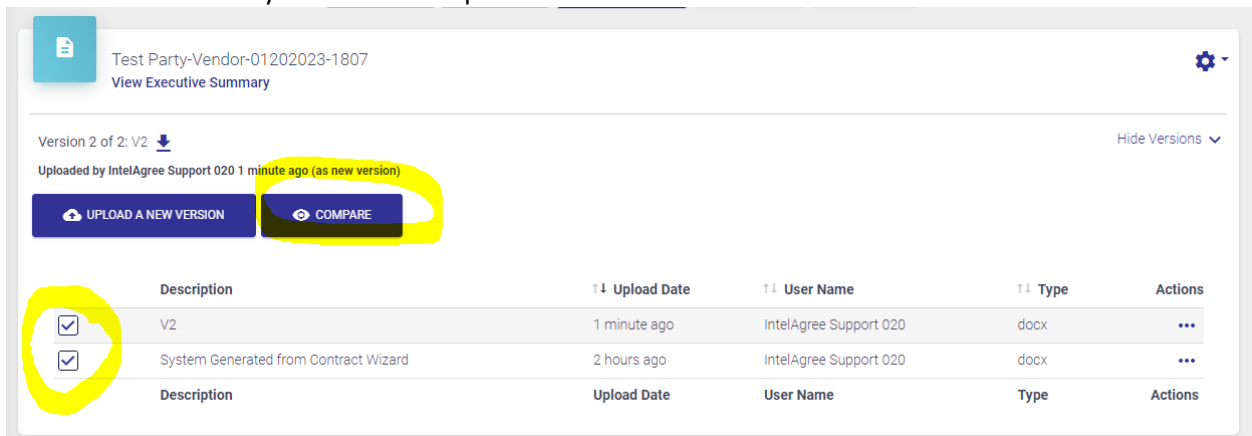 Test Party-Vendor-01202023-1807
View Executive Summary
Version 2 of 2: V2
Hide Versions
Uploaded by IntelAgree Support 020 1 minute ago (as new version)
UPLOAD A NEW VERSION COMPARE
Description Upload Date User Name Type Actions
V2 1 minute ago IntelAgree Support 020 docx
System Generated from Contract Wizard 2 hours ago IntelAgree Support 020 docx
Description Upload Date User Name Type Actions